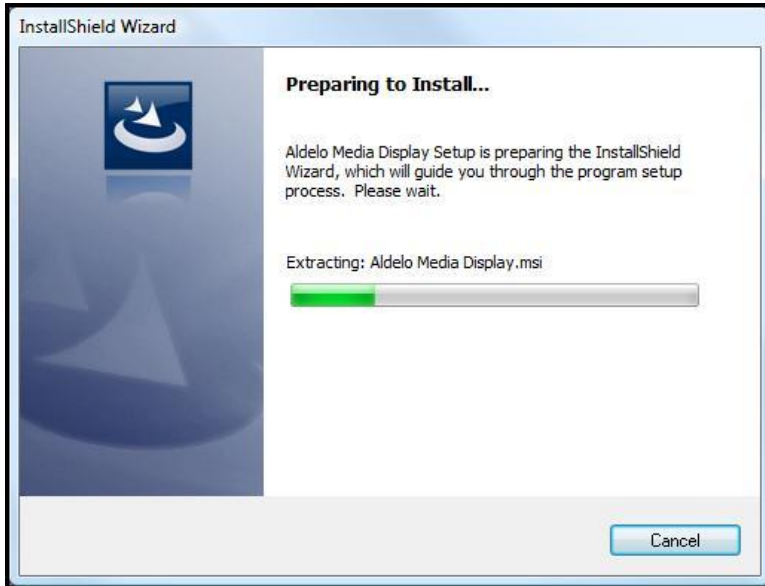 InstallShield Wizard
Preparing to Install...
Aldelo Media Display Setup is preparing the InstallShield
Wizard, which will guide you through the program setup
process.  Please wait.
Extracting: Aldelo Media Display.msi
Cancel